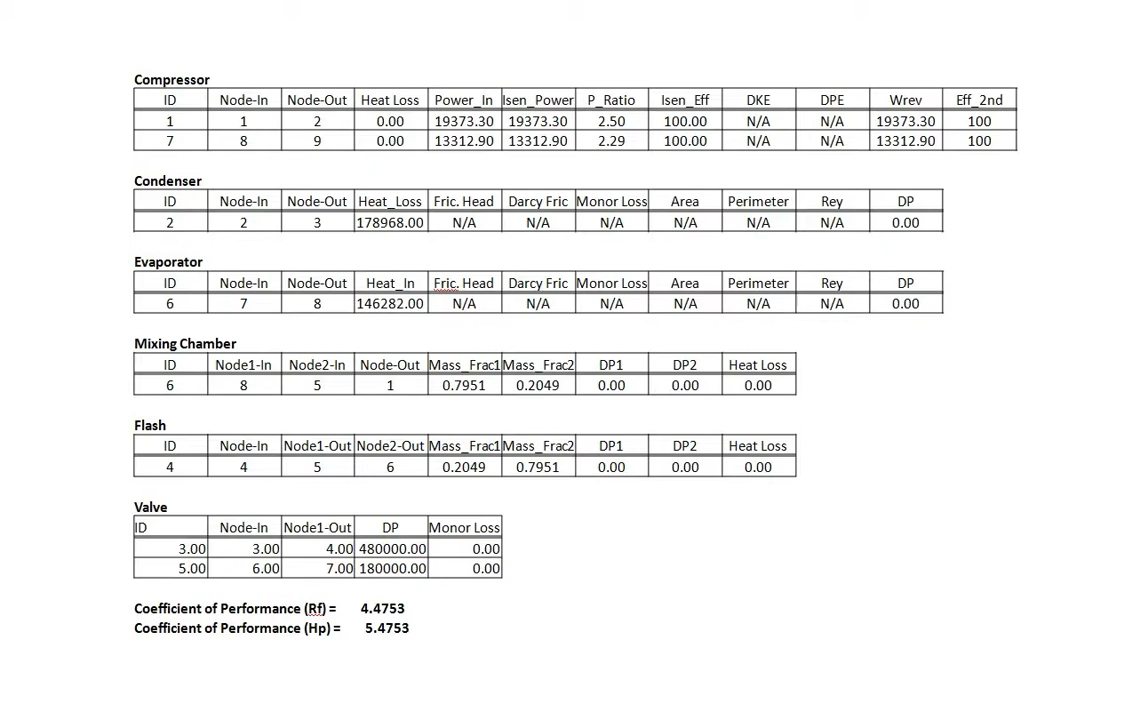 Compressor
ID Node-In Node-Out Heat Loss Power_In Isen_Power P_Ratio Isen_Eff DKE DPE Wrev Eff_2nd
1 1 2 0.00 19373.30 19373.30 2.50 100.00 N/A N/A 19373.30 100
7 8 9 0.00 13312.90 13312.90 2.29 100.00 N/A N/A 13312.90 100
Condenser
ID Node-In Node-Out Heat_Loss Fric. Head Darcy Fric Monor Loss Area Perimeter Rey DP
2 2 3 178968.00 N/A N/A N/A N/A N/A N/A 0.00
Evaporator
ID Node-In Node-Out Heat_In Fric. Head Darcy Fric Monor Loss Area Perimeter Rey DP
6 7 8 146282.00 N/A N/A N/A N/A N/A N/A 0.00
Mixing Chamber
ID Node1-In Node2-In Node-Out Mass_Frac1 Mass_Frac2 DP1 DP2 Heat Loss
6 8 5 1 0.7951 0.2049 0.00 0.00 0.00
Flash
ID Node-In Node1-Out Node2-Out Mass_Frac1 Mass_Frac2 DP1 DP2 Heat Loss
4 4 5 6 0.2049 0.7951 0.00 0.00 0.00
Valve
ID Node-In Node1-Out DP Monor Loss
3.00 3.00 4.00 480000.00 0.00
5.00 6.00 7.00 180000.00 0.00
Coefficient of Performance (Rf) = 4.4753
Coefficient of Performance (Hp) = 5.4753